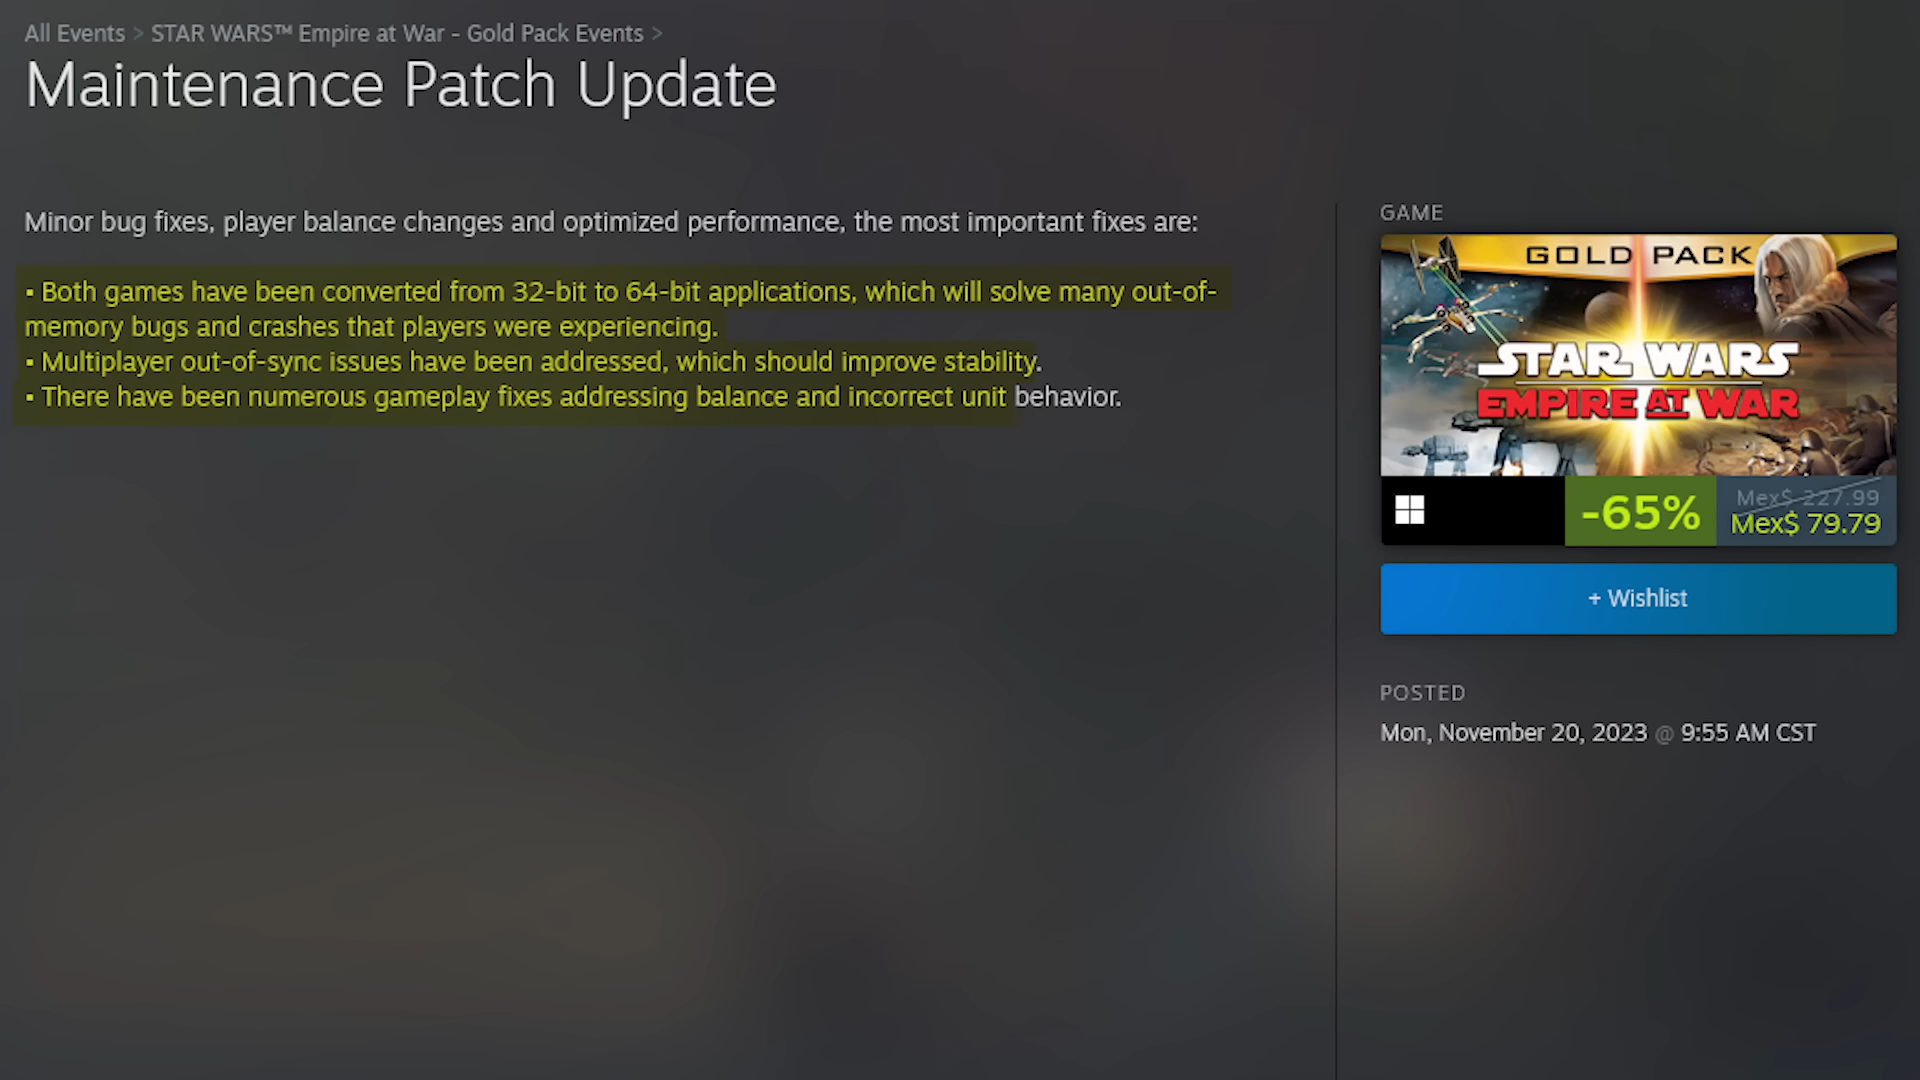 All Events > STAR WARS™ Empire at War - Gold Pack Events >
Maintenance Patch Update
Minor bug fixes, player balance changes and optimized performance, the most important fixes are:
▪ Both games have been converted from 32-bit to 64-bit applications, which will solve many out-of-
memory bugs and crashes that players were experiencing.
▪ Multiplayer out-of-sync issues have been addressed, which should improve stability.
▪ There have been numerous gameplay fixes addressing balance and incorrect unit behavior.
GAME
GOLD PACK
STAR WARS
EMPIRE AT WAR
-65%
Mex$ 227.99
Mex$ 79.79
+ Wishlist
POSTED
Mon, November 20, 2023 @ 9:55 AM CST